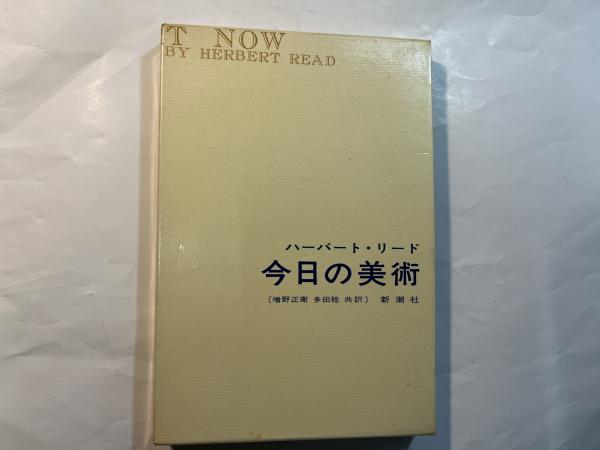 T NOW
BY HERBERT READ
ハーバート・リード
今日の美術
〔増野正衛 多田稔 共訳〕 新潮社